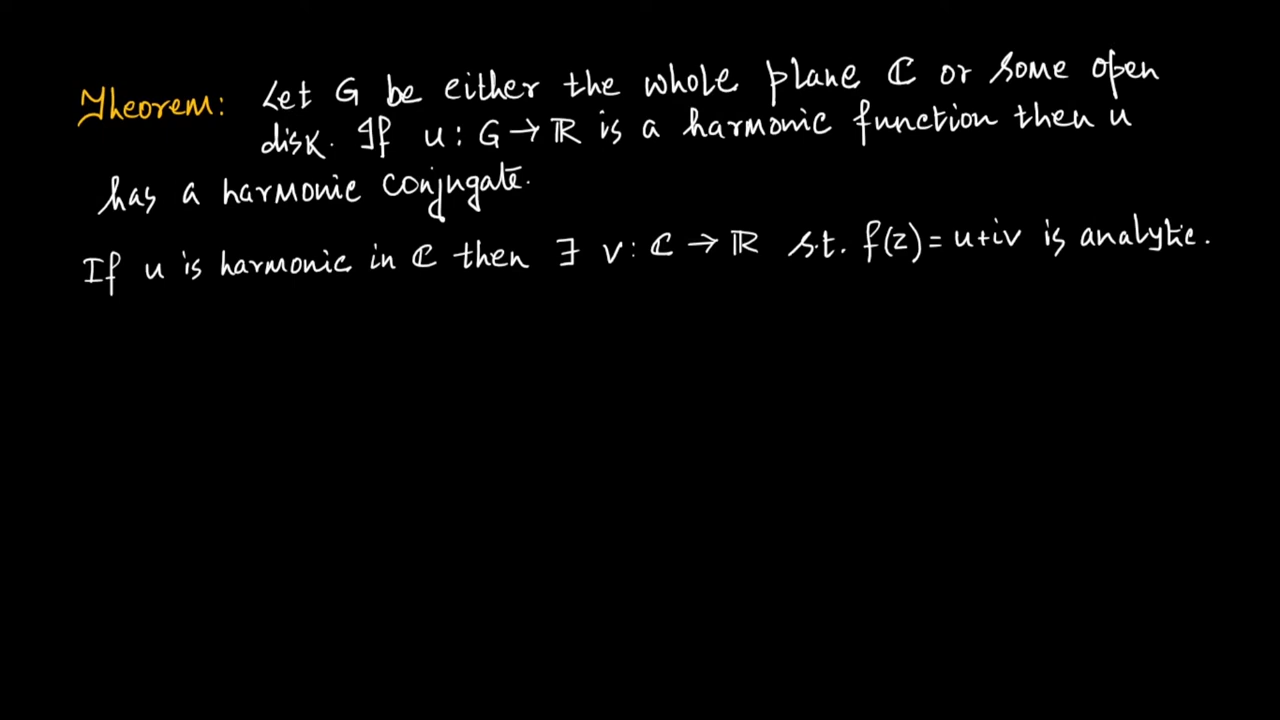 Theorem: Let G be either the whole plane ℂ or some open
disk. If u : G → ℝ is a harmonic function then u
has a harmonic conjugate.
If u is harmonic in ℂ then ∃ v : ℂ → ℝ s.t. f(z) = u+iv is analytic.